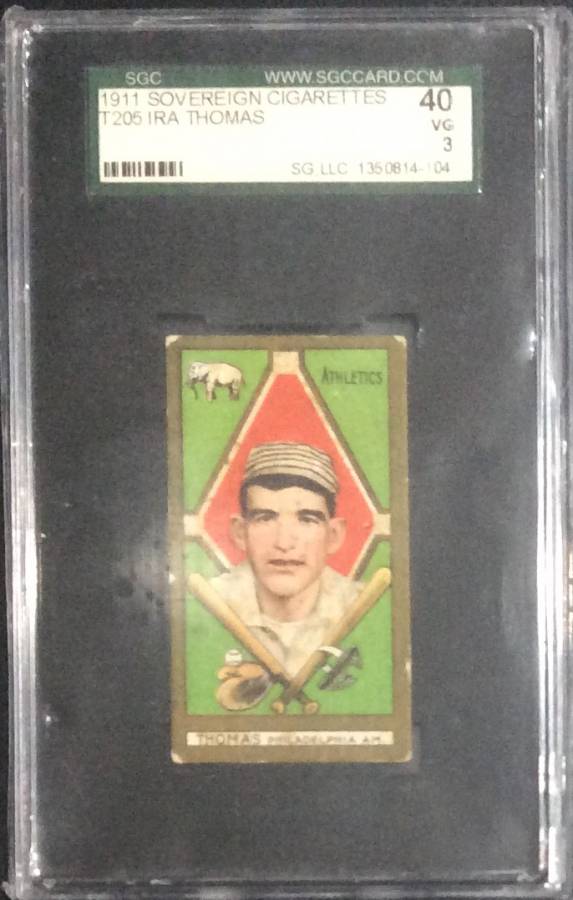 SGC WWW.SGCCARD.COM
1911 SOVEREIGN CIGARETTES 40
T205 IRA THOMAS VG
3
SG LLC 1350814-104
ATHLETICS
THOMAS PHILADELPHIA AM.